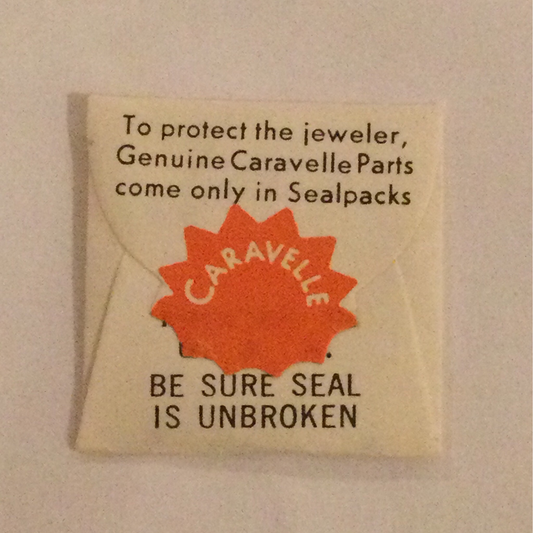 To protect the jeweler,
Genuine Caravelle Parts
come only in Sealpacks
CARAVELLE
BE SURE SEAL
IS UNBROKEN